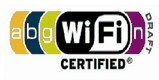 a b g Wi Fi n DRAFT
CERTIFIED®